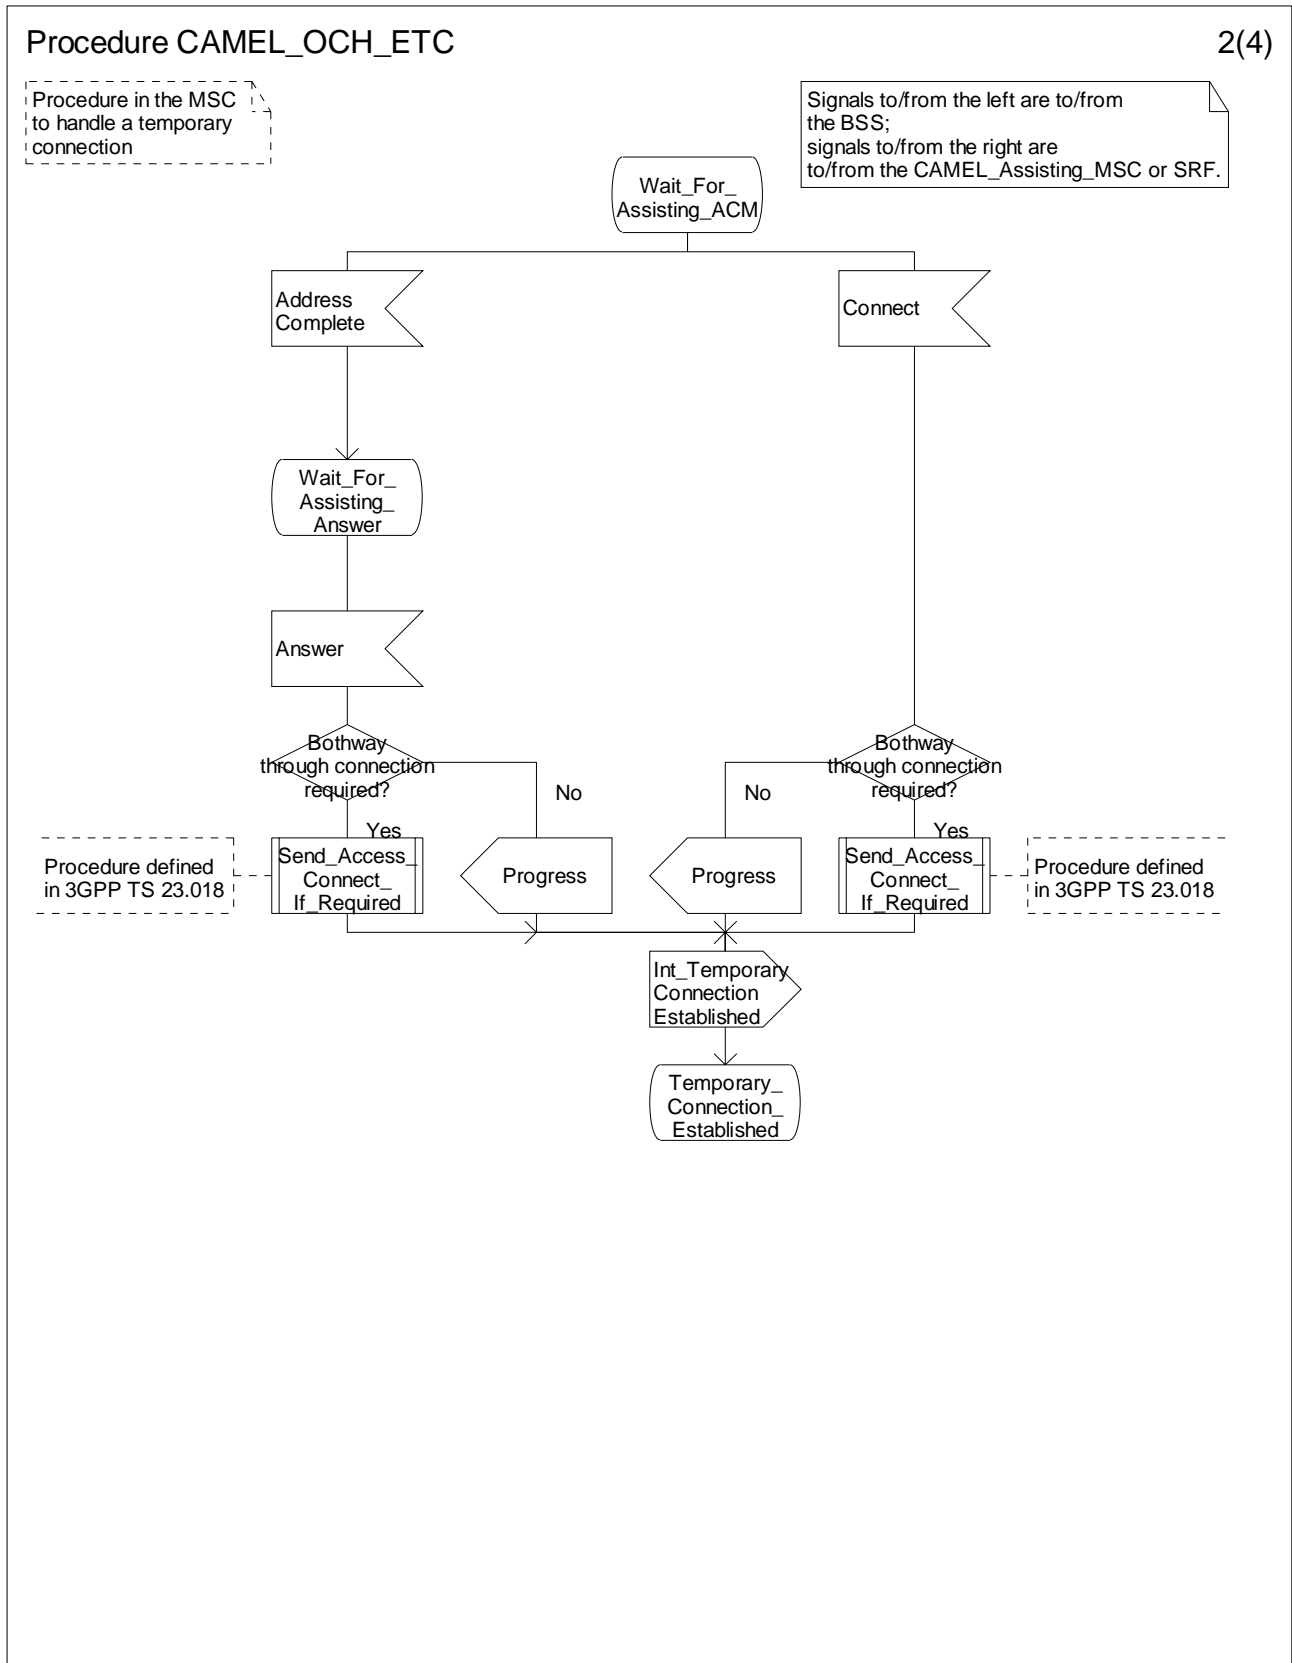 Procedure CAMEL_OCH_ETC
2(4)
Procedure in the MSC
to handle a temporary
connection
Signals to/from the left are to/from
the BSS;
signals to/from the right are
to/from the CAMEL_Assisting_MSC or SRF.
Wait_For_
Assisting_ACM
Address
Complete
Connect
Wait_For_
Assisting_
Answer
Answer
Bothway
through connection
required?
No
Yes
No
Bothway
through connection
required?
Yes
Procedure defined
in 3GPP TS 23.018
Send_Access_
Connect_
If_Required
Progress
Progress
Send_Access_
Connect_
If_Required
Procedure defined
in 3GPP TS 23.018
Int_Temporary
Connection
Established
Temporary_
Connection_
Established